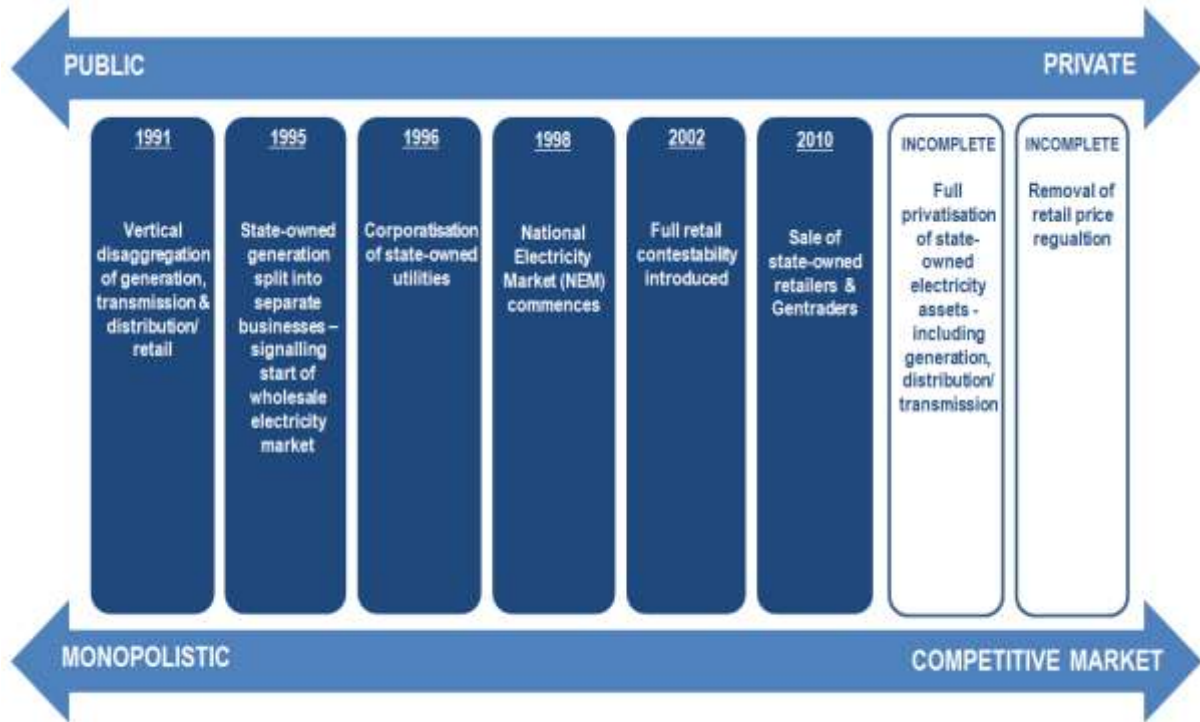 PUBLIC
PRIVATE
1991
Vertical
disaggregation
of generation,
transmission &
distribution/
retail
1995
State-owned
generation
split into
separate
businesses –
signalling
start of
wholesale
electricity
market
1996
Corporatisation
of state-owned
utilities
1998
National
Electricity
Market (NEM)
commences
2002
Full retail
contestability
introduced
2010
Sale of
state-owned
retailers &
Gentraders
INCOMPLETE
Full
privatisation
of state-
owned
electricity
assets -
including
generation,
distribution/
transmission
INCOMPLETE
Removal of
retail price
regualtion
MONOPOLISTIC
COMPETITIVE MARKET